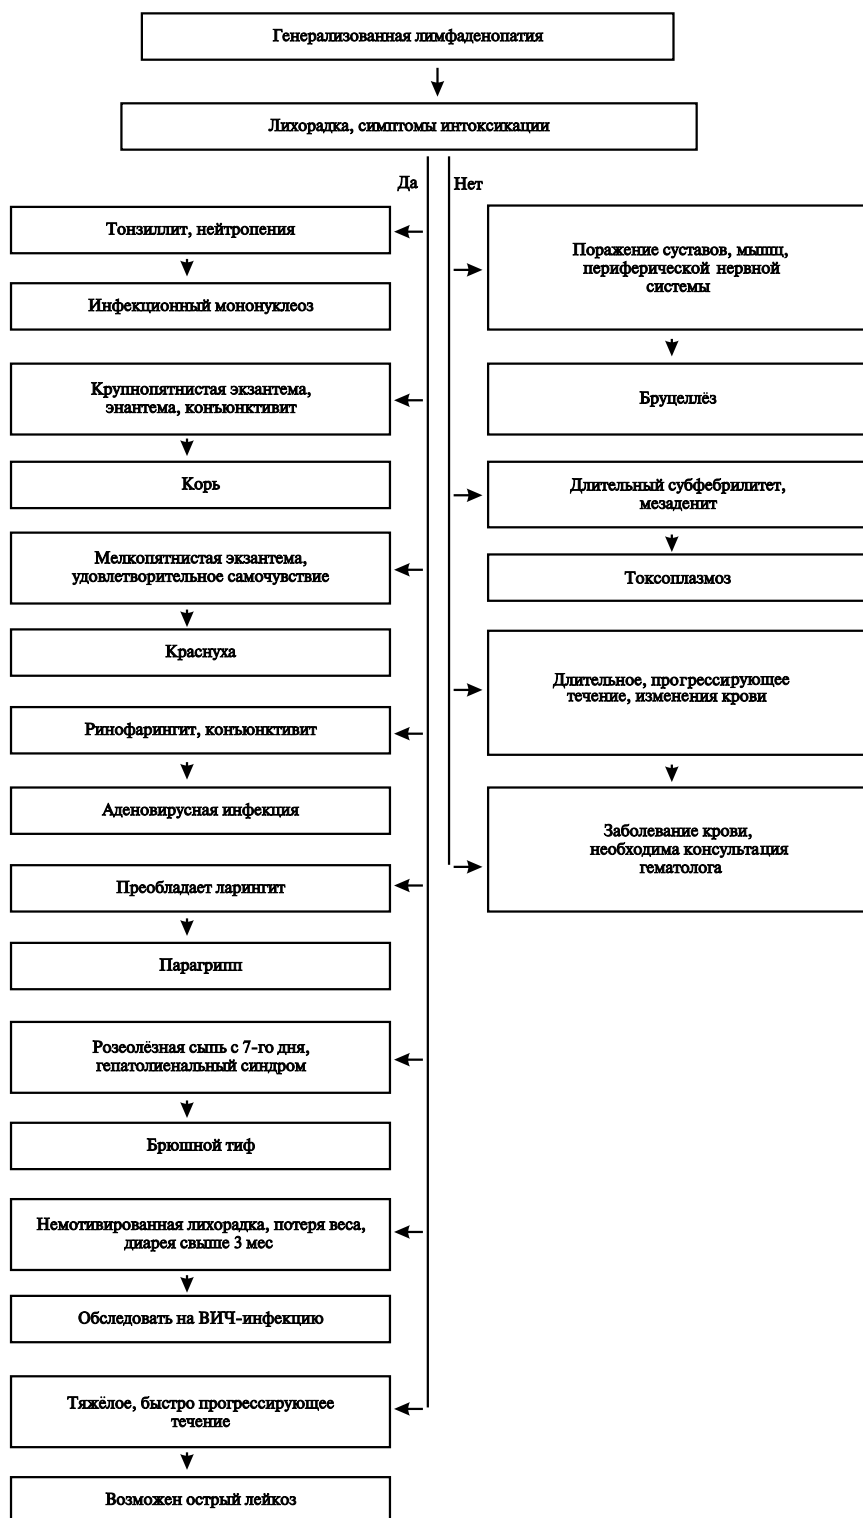 Генерализованная лимфаденопатия
Лихорадка, симптомы интоксикации
Да
Нет
Тонзиллит, нейтропения
Инфекционный мононуклеоз
Крупнопятнистая экзантема,
энантема, конъюнктивит
Корь
Мелкопятнистая экзантема,
удовлетворительное самочувствие
Краснуха
Ринофарингит, конъюнктивит
Аденовирусная инфекция
Преобладает ларингит
Парагрипп
Розеолёзная сыпь с 7-го дня,
гепатолиенальный синдром
Брюшной тиф
Немотивированная лихорадка, потеря веса,
диарея свыше 3 мес
Обследовать на ВИЧ-инфекцию
Тяжёлое, быстро прогрессирующее
течение
Возможен острый лейкоз
Поражение суставов, мышц,
периферической нервной
системы
Бруцеллёз
Длительный субфебрилитет,
мезаденит
Токсоплазмоз
Длительное, прогрессирующее
течение, изменения крови
Заболевание крови,
необходима консультация
гематолога